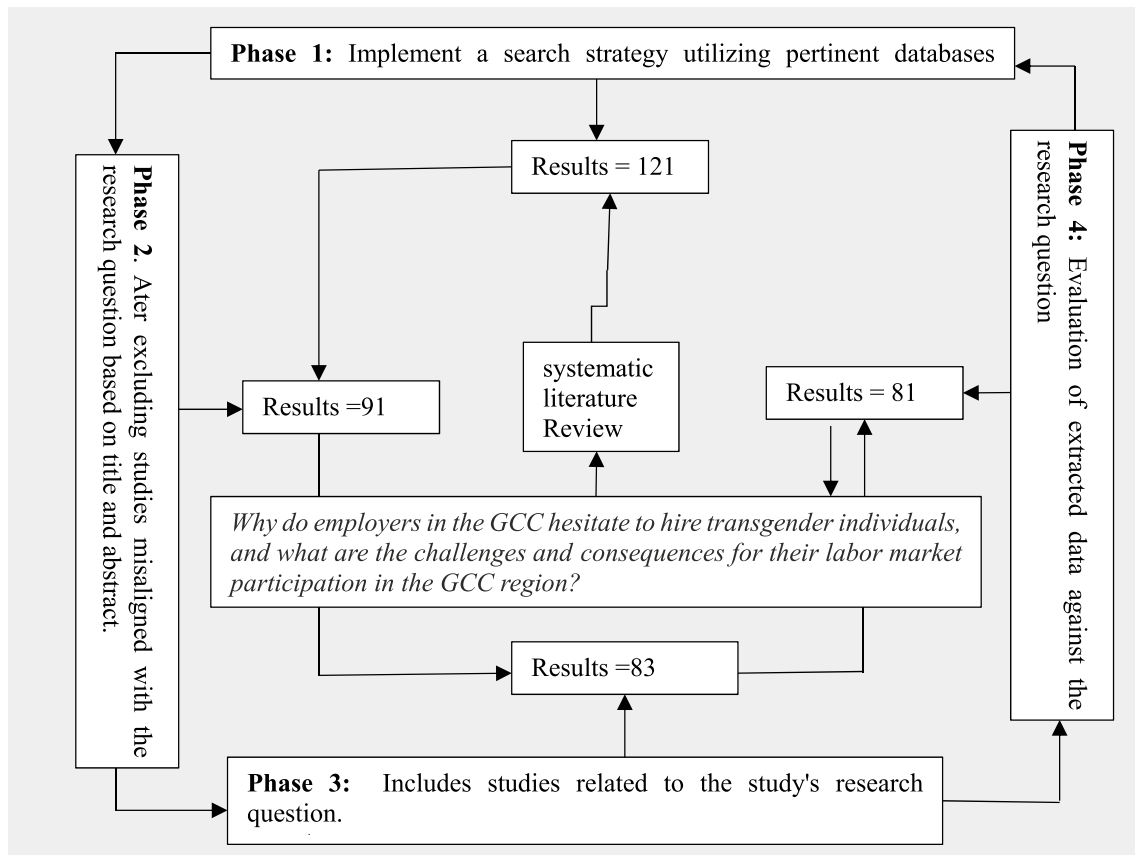 Phase 1: Implement a search strategy utilizing pertinent databases
Results = 121
Phase 2. Ater excluding studies misaligned with the
research question based on title and abstract.
Phase 4: Evaluation of extracted data against the
research question
systematic
literature
Review
Results =91
Results = 81
Why do employers in the GCC hesitate to hire transgender individuals,
and what are the challenges and consequences for their labor market
participation in the GCC region?
Results =83
Phase 3: Includes studies related to the study's research
question.